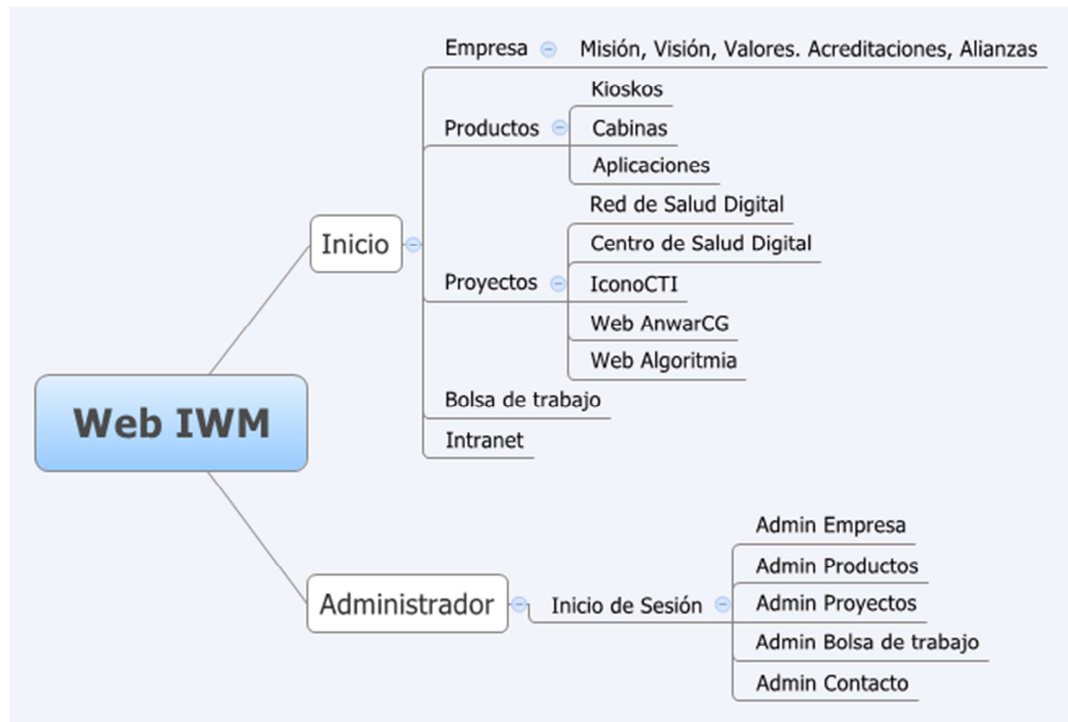 Web IWM
Inicio
Empresa
Misión, Visión, Valores. Acreditaciones, Alianzas
Productos
Kioskos
Cabinas
Aplicaciones
Proyectos
Red de Salud Digital
Centro de Salud Digital
IconoCTI
Web AnwarCG
Web Algoritmia
Bolsa de trabajo
Intranet
Administrador
Inicio de Sesión
Admin Empresa
Admin Productos
Admin Proyectos
Admin Bolsa de trabajo
Admin Contacto